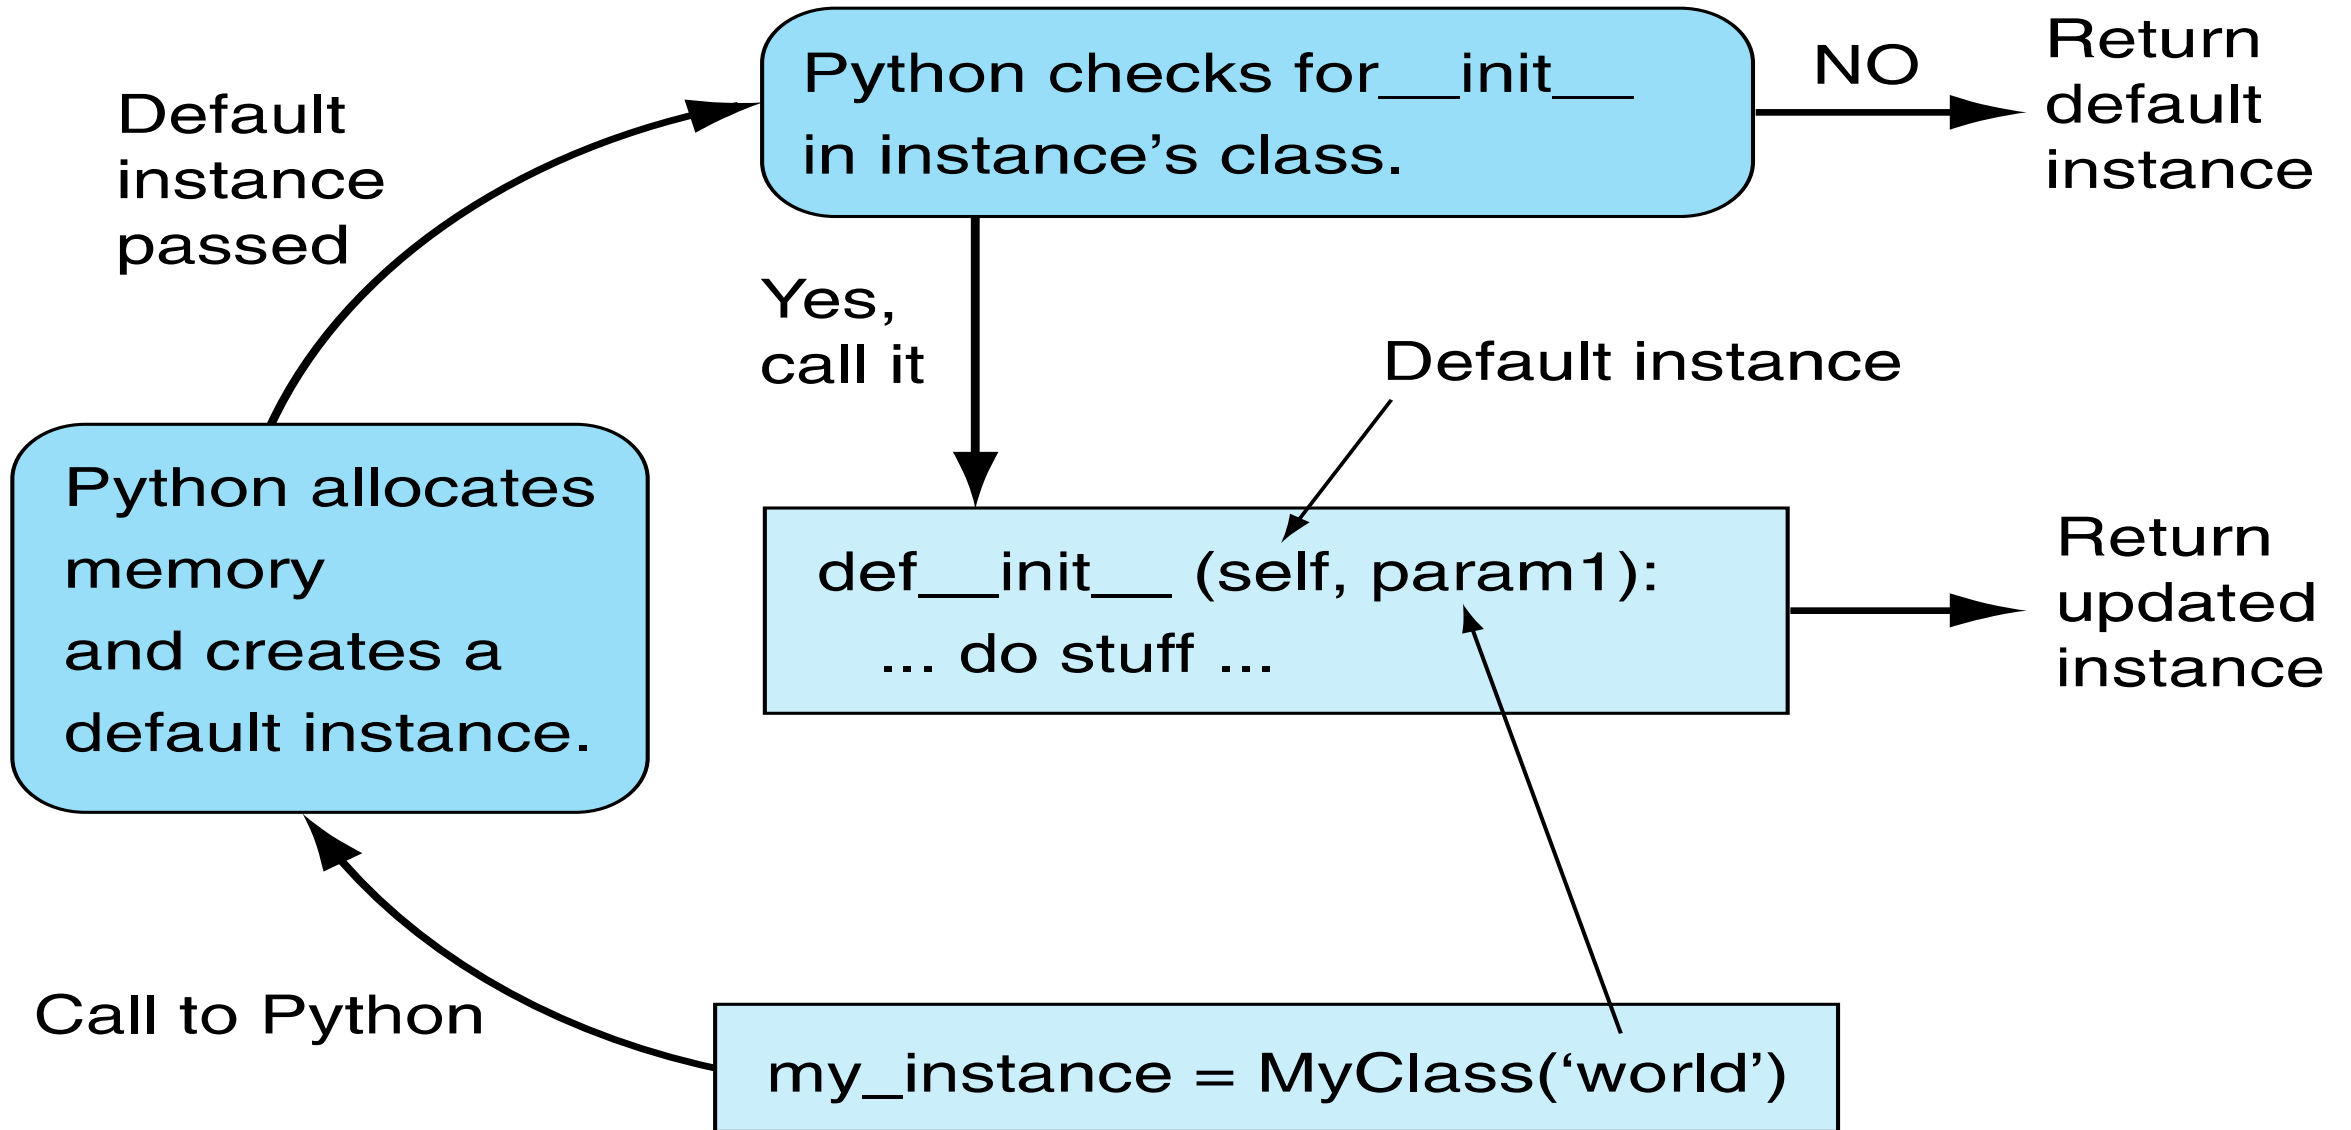 Python checks for__init__
in instance’s class.
NO
Return
default
instance
Default
instance
passed
Yes,
call it
Default instance
Python allocates
memory
and creates a
default instance.
def__init__ (self, param1):
... do stuff ...
Return
updated
instance
Call to Python
my_instance = MyClass(‘world’)